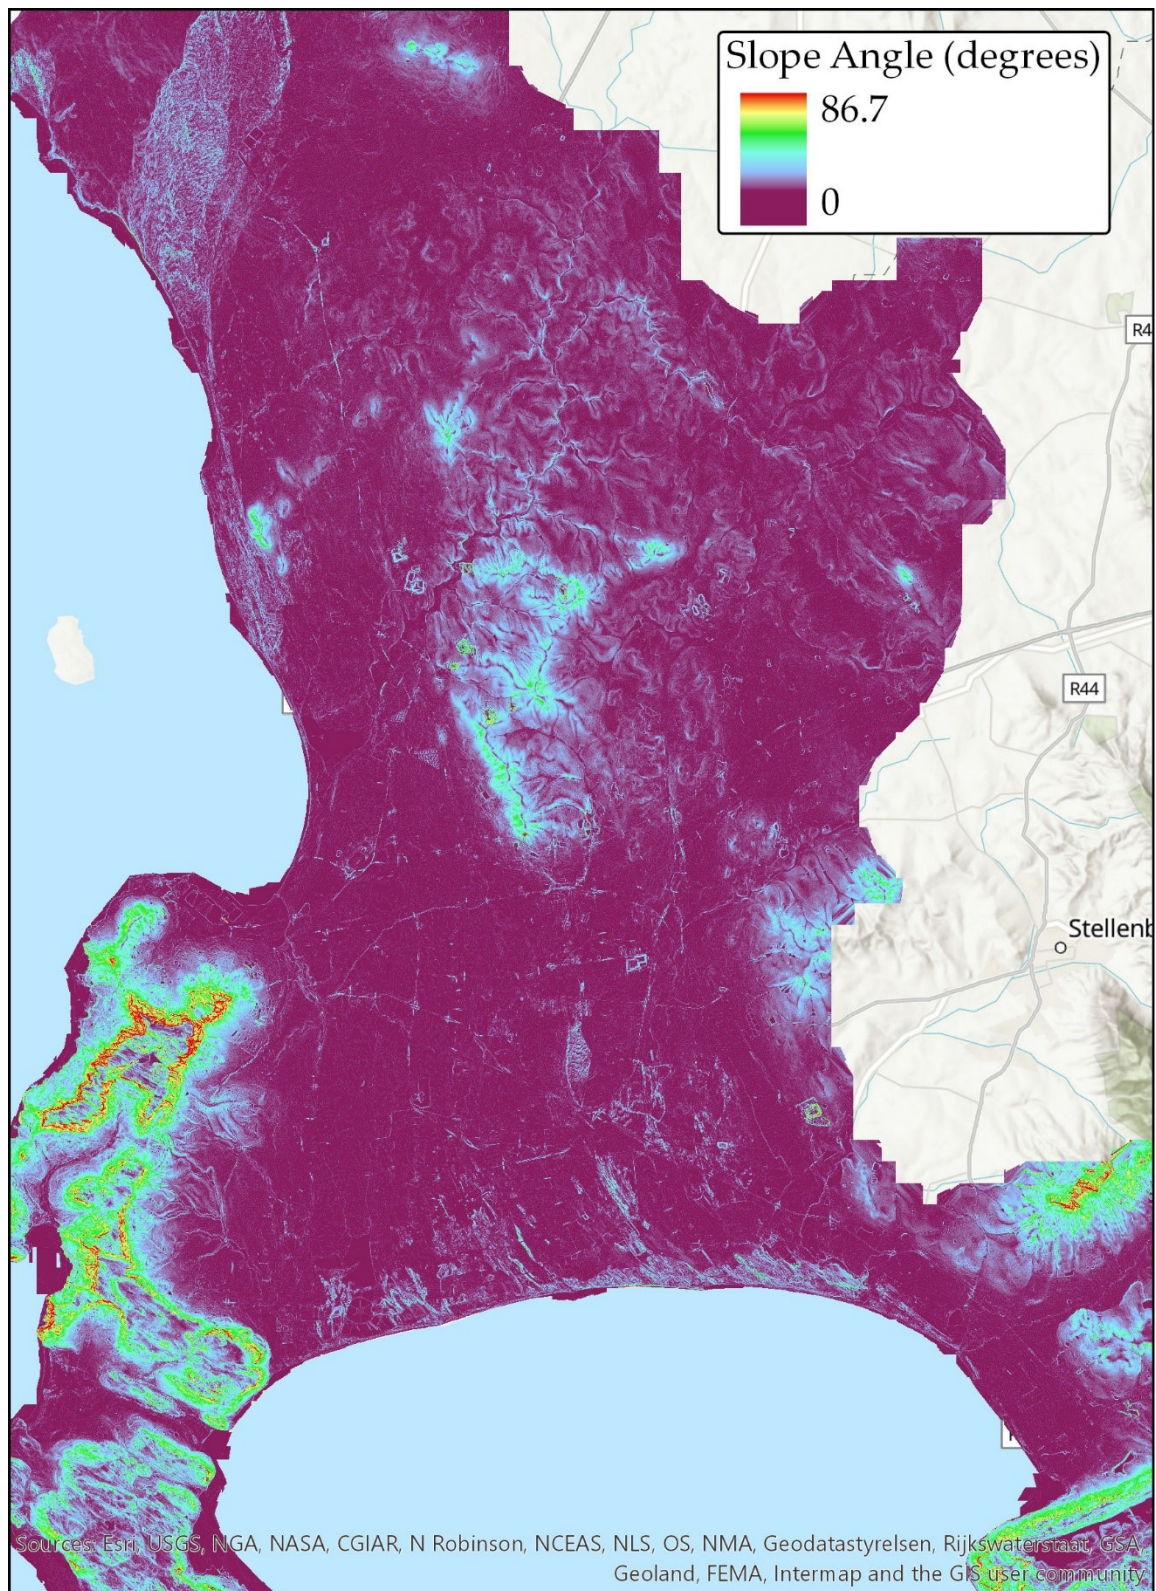 Slope Angle (degrees)
86.7
0
R4
R44
Stellenb
Sources: Esri, USGS, NGA, NASA, CGIAR, N Robinson, NCEAS, NLS, OS, NMA, Geodatastyrelsen, Rijkswaterstaat, GSA,
Geoland, FEMA, Intermap and the GIS user community